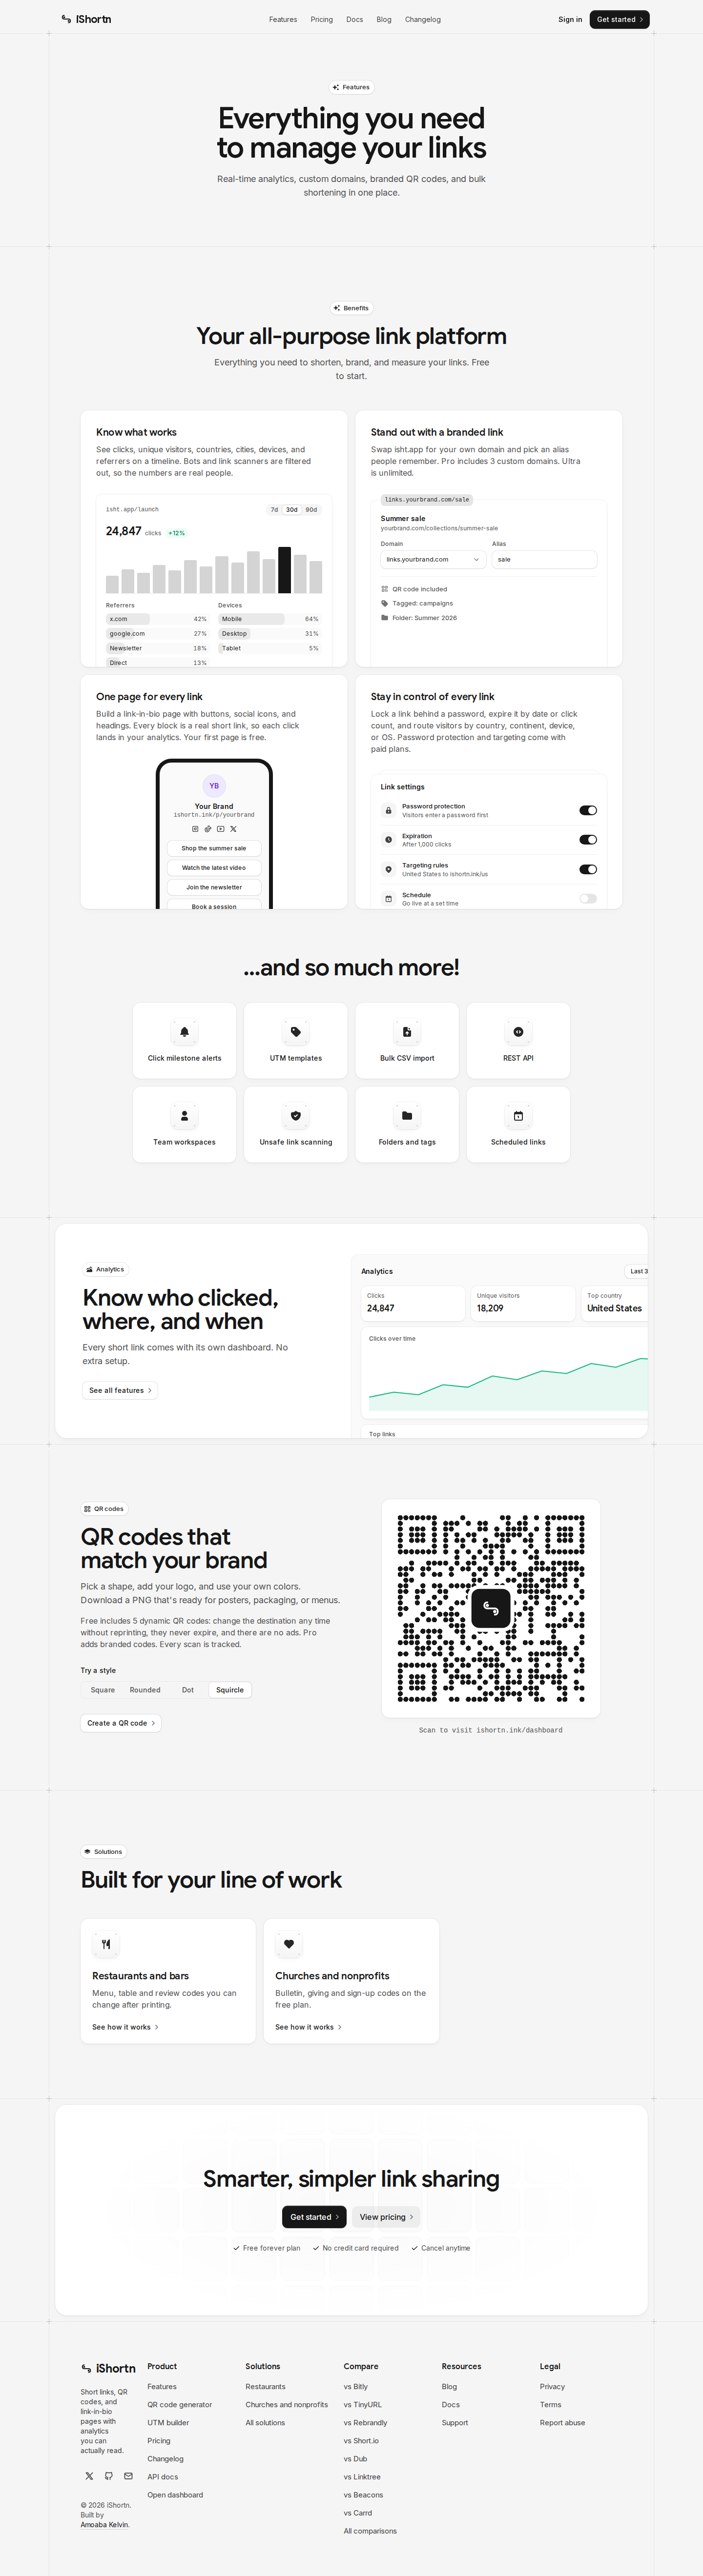 iShortn
Features
Pricing
Docs
Blog
Changelog
Sign in
Get started
Features
Everything you need
to manage your links
Real-time analytics, custom domains, branded QR codes, and bulk
shortening in one place.
Benefits
Your all-purpose link platform
Everything you need to shorten, brand, and measure your links. Free
to start.
Know what works
See clicks, unique visitors, countries, cities, devices, and
referrers on a timeline. Bots and link scanners are filtered
out, so the numbers are real people.
isht.app/launch
7d 30d 90d
24,847 clicks +12%
Referrers
x.com 42%
google.com 27%
Newsletter 18%
Direct 13%
Devices
Mobile 64%
Desktop 31%
Tablet 5%
Stand out with a branded link
Swap isht.app for your own domain and pick an alias
people remember. Pro includes 3 custom domains. Ultra
is unlimited.
links.yourbrand.com/sale
Summer sale
yourbrand.com/collections/summer-sale
Domain
links.yourbrand.com
Alias
sale
QR code included
Tagged: campaigns
Folder: Summer 2026
One page for every link
Build a link-in-bio page with buttons, social icons, and
headings. Every block is a real short link, so each click
lands in your analytics. Your first page is free.
YB
Your Brand
ishortn.ink/p/yourbrand
Shop the summer sale
Watch the latest video
Join the newsletter
Book a session
Stay in control of every link
Lock a link behind a password, expire it by date or click
count, and route visitors by country, continent, device,
or OS. Password protection and targeting come with
paid plans.
Link settings
Password protection
Visitors enter a password first
Expiration
After 1,000 clicks
Targeting rules
United States to ishortn.ink/us
Schedule
Go live at a set time
...and so much more!
Click milestone alerts
UTM templates
Bulk CSV import
REST API
Team workspaces
Unsafe link scanning
Folders and tags
Scheduled links
Analytics
Know who clicked,
where, and when
Every short link comes with its own dashboard. No
extra setup.
See all features
Analytics
Last 3
Clicks
24,847
Unique visitors
18,209
Top country
United States
Clicks over time
Top links
QR codes
QR codes that
match your brand
Pick a shape, add your logo, and use your own colors.
Download a PNG that's ready for posters, packaging, or menus.
Free includes 5 dynamic QR codes: change the destination any time
without reprinting, they never expire, and there are no ads. Pro
adds branded codes. Every scan is tracked.
Try a style
Square
Rounded
Dot
Squircle
Create a QR code
Scan to visit ishortn.ink/dashboard
Solutions
Built for your line of work
Restaurants and bars
Menu, table and review codes you can
change after printing.
See how it works
Churches and nonprofits
Bulletin, giving and sign-up codes on the
free plan.
See how it works
Smarter, simpler link sharing
Get started
View pricing
Free forever plan
No credit card required
Cancel anytime
iShortn
Short links, QR
codes, and
link-in-bio
pages with
analytics
you can
actually read.
© 2026 iShortn.
Built by
Amoaba Kelvin.
Product
Features
QR code generator
UTM builder
Pricing
Changelog
API docs
Open dashboard
Solutions
Restaurants
Churches and nonprofits
All solutions
Compare
vs Bitly
vs TinyURL
vs Rebrandly
vs Short.io
vs Dub
vs Linktree
vs Beacons
vs Carrd
All comparisons
Resources
Blog
Docs
Support
Legal
Privacy
Terms
Report abuse